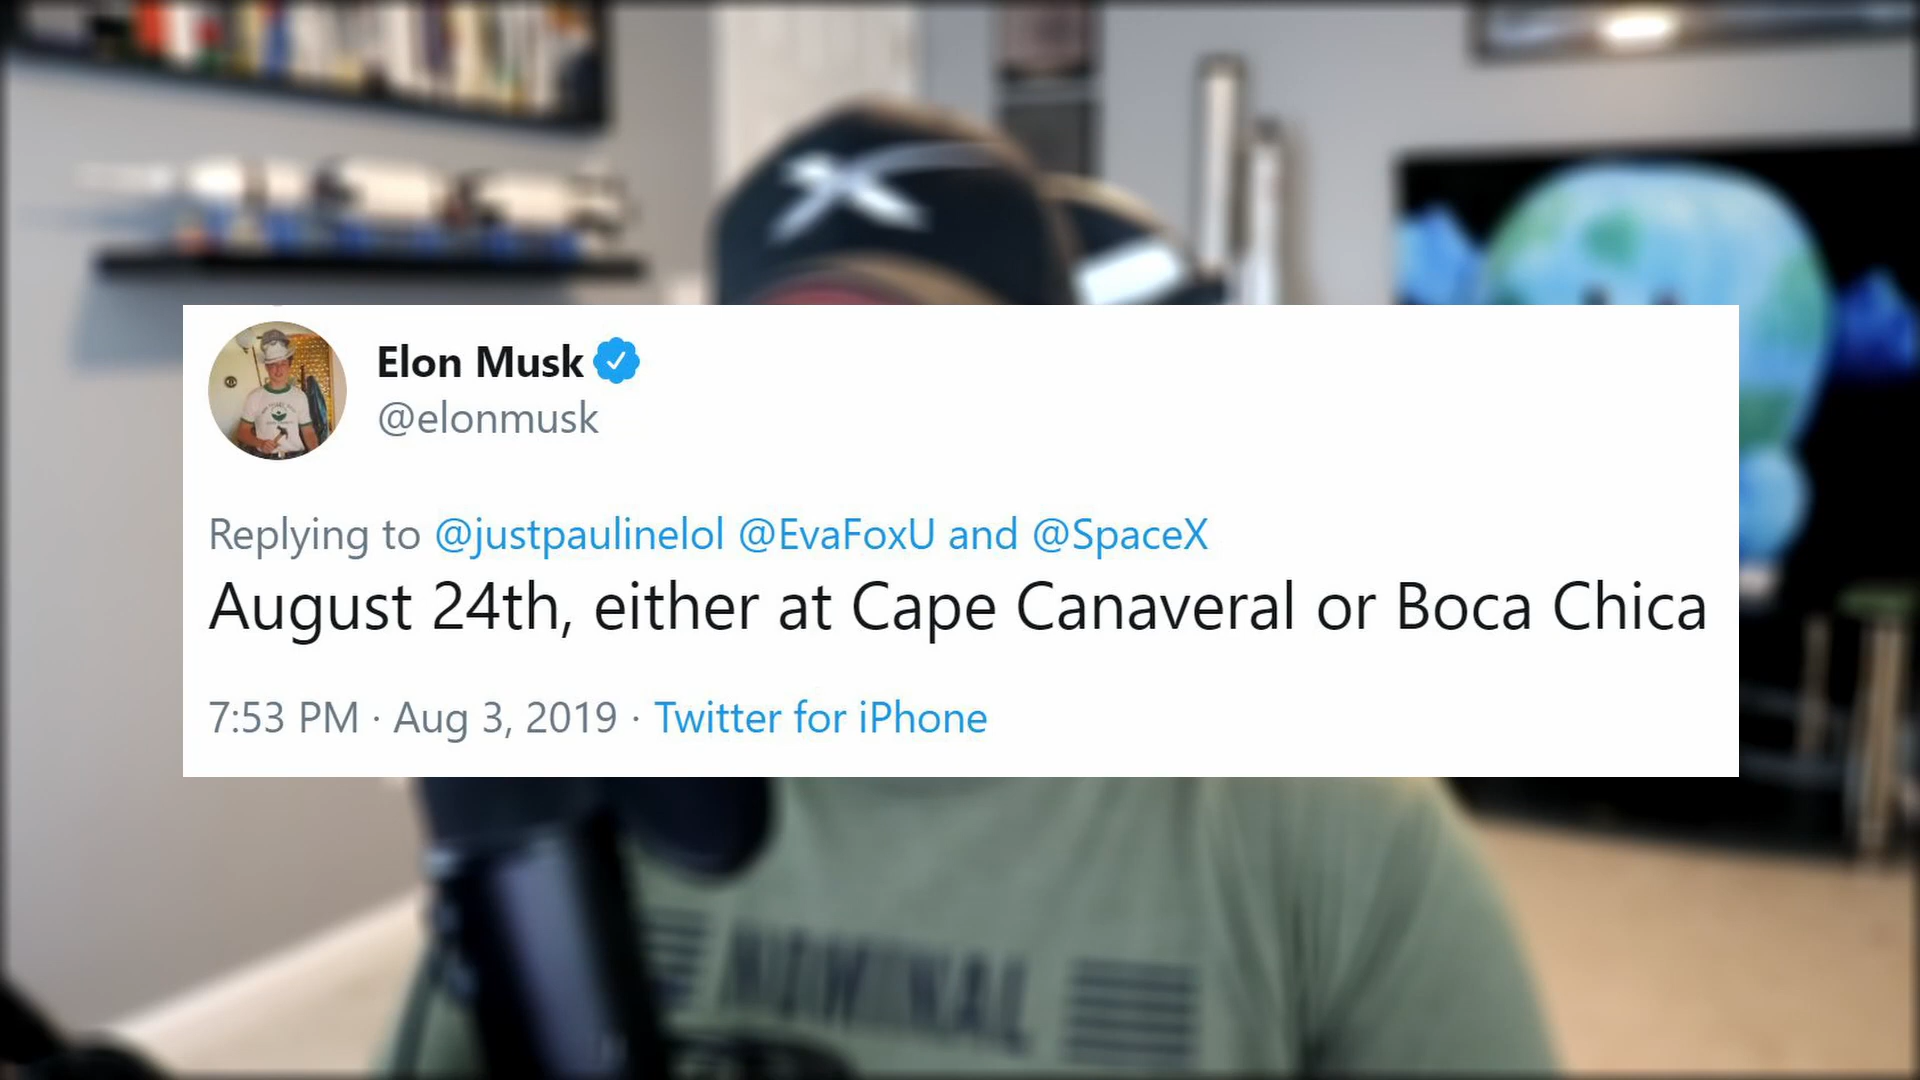 Elon Musk
@elonmusk
Replying to @justpaulinelol @EvaFoxU and @SpaceX
August 24th, either at Cape Canaveral or Boca Chica
7:53 PM · Aug 3, 2019 · Twitter for iPhone
NOMINAL